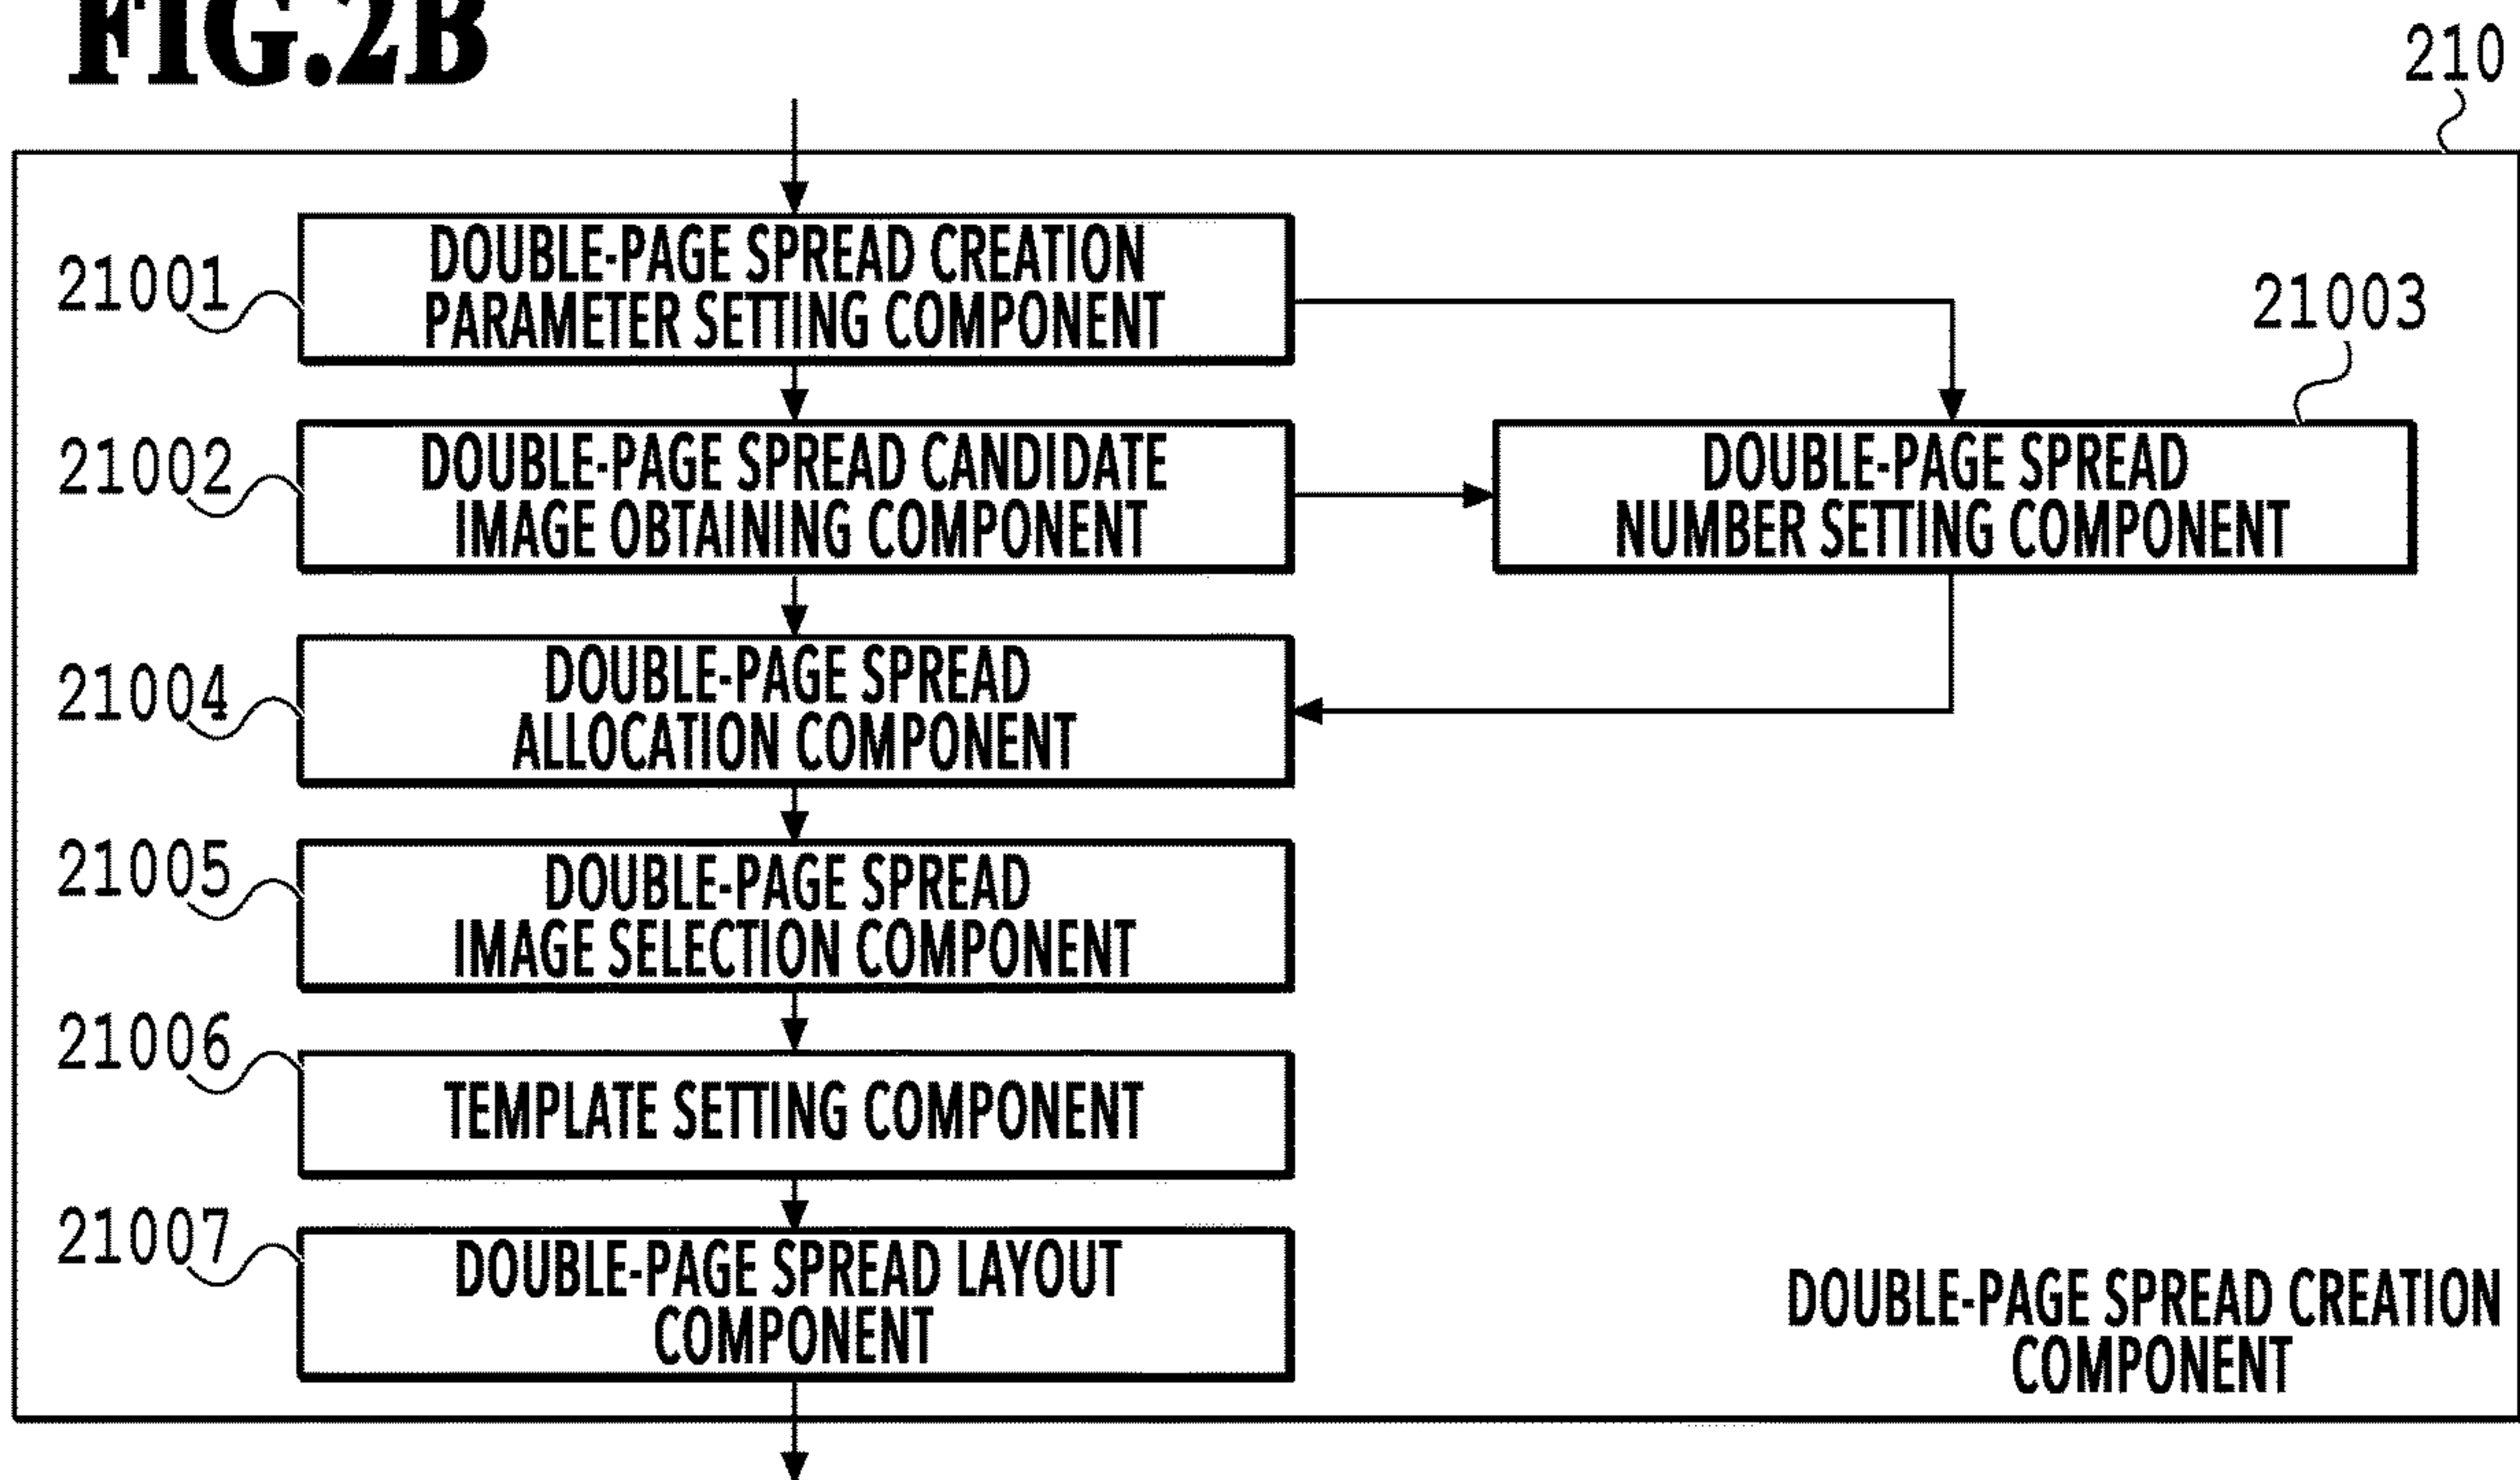 FIG.2B
210
21001
DOUBLE-PAGE SPREAD CREATION
PARAMETER SETTING COMPONENT
21002
DOUBLE-PAGE SPREAD CANDIDATE
IMAGE OBTAINING COMPONENT
21003
DOUBLE-PAGE SPREAD
NUMBER SETTING COMPONENT
21004
DOUBLE-PAGE SPREAD
ALLOCATION COMPONENT
21005
DOUBLE-PAGE SPREAD
IMAGE SELECTION COMPONENT
21006
TEMPLATE SETTING COMPONENT
21007
DOUBLE-PAGE SPREAD LAYOUT
COMPONENT
DOUBLE-PAGE SPREAD CREATION
COMPONENT